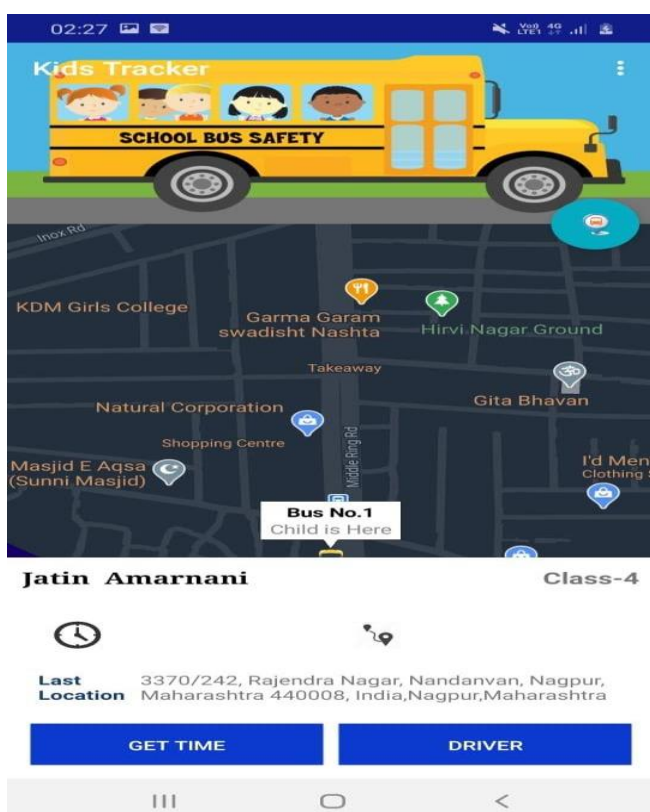 02:27
Vo))
LTE1
4G
Kids Tracker
SCHOOL BUS SAFETY
Inox Rd
KDM Girls College
Garma Garam
swadisht Nashta
Hirvi Nagar Ground
Takeaway
Gita Bhavan
Natural Corporation
Shopping Centre
Middle Ring Rd
Masjid E Aqsa
(Sunni Masjid)
I'd Men
Clothing
Bus No.1
Child is Here
Jatin Amarnani
Class-4
Last Location
3370/242, Rajendra Nagar, Nandanvan, Nagpur,
Maharashtra 440008, India,Nagpur,Maharashtra
GET TIME
DRIVER